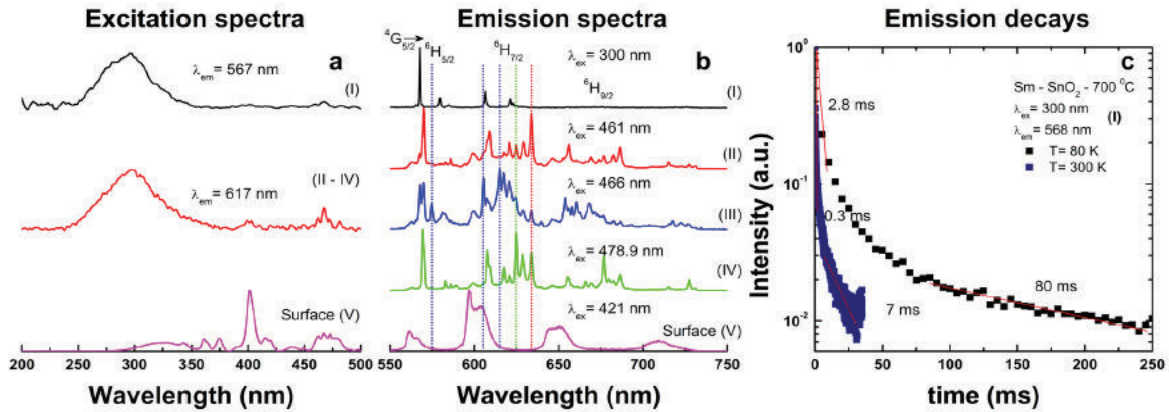 Excitation spectra
λem= 567 nm
a
(I)
λem= 617 nm
(II - IV)
Surface (V)
200 250 300 350 400 450 500
Wavelength (nm)
Emission spectra
4G5/2
6H5/2
6H7/2
λex= 300 nm
b
6H9/2
(I)
λex= 461 nm
(II)
λex= 466 nm
(III)
λex= 478.9 nm
(IV)
λex= 421 nm
Surface (V)
550 600 650 700 750
Wavelength (nm)
Emission decays
Intensity (a.u.)
10^0
10^-1
10^-2
c
Sm - SnO2 - 700 ⁰C
λex= 300 nm
(I)
λem= 568 nm
T= 80 K
T= 300 K
2.8 ms
0.3 ms
7 ms
80 ms
0 50 100 150 200 250
time (ms)